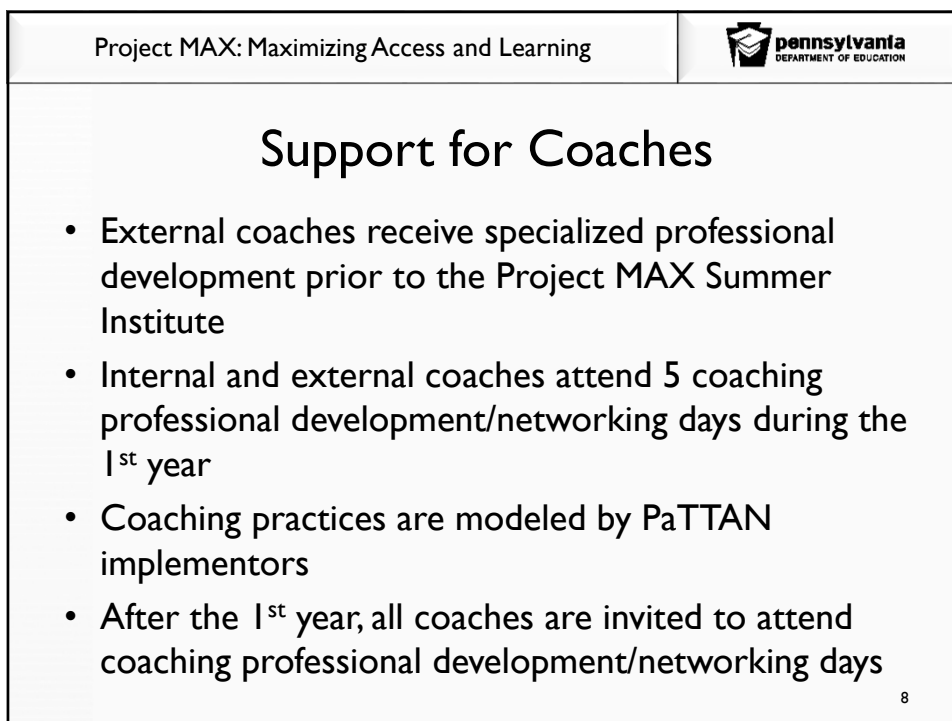 Project MAX: Maximizing Access and Learning
pennsylvania
DEPARTMENT OF EDUCATION
Support for Coaches
• External coaches receive specialized professional
development prior to the Project MAX Summer
Institute
• Internal and external coaches attend 5 coaching
professional development/networking days during the
1st year
• Coaching practices are modeled by PaTTAN
implementors
• After the 1st year, all coaches are invited to attend
coaching professional development/networking days
8